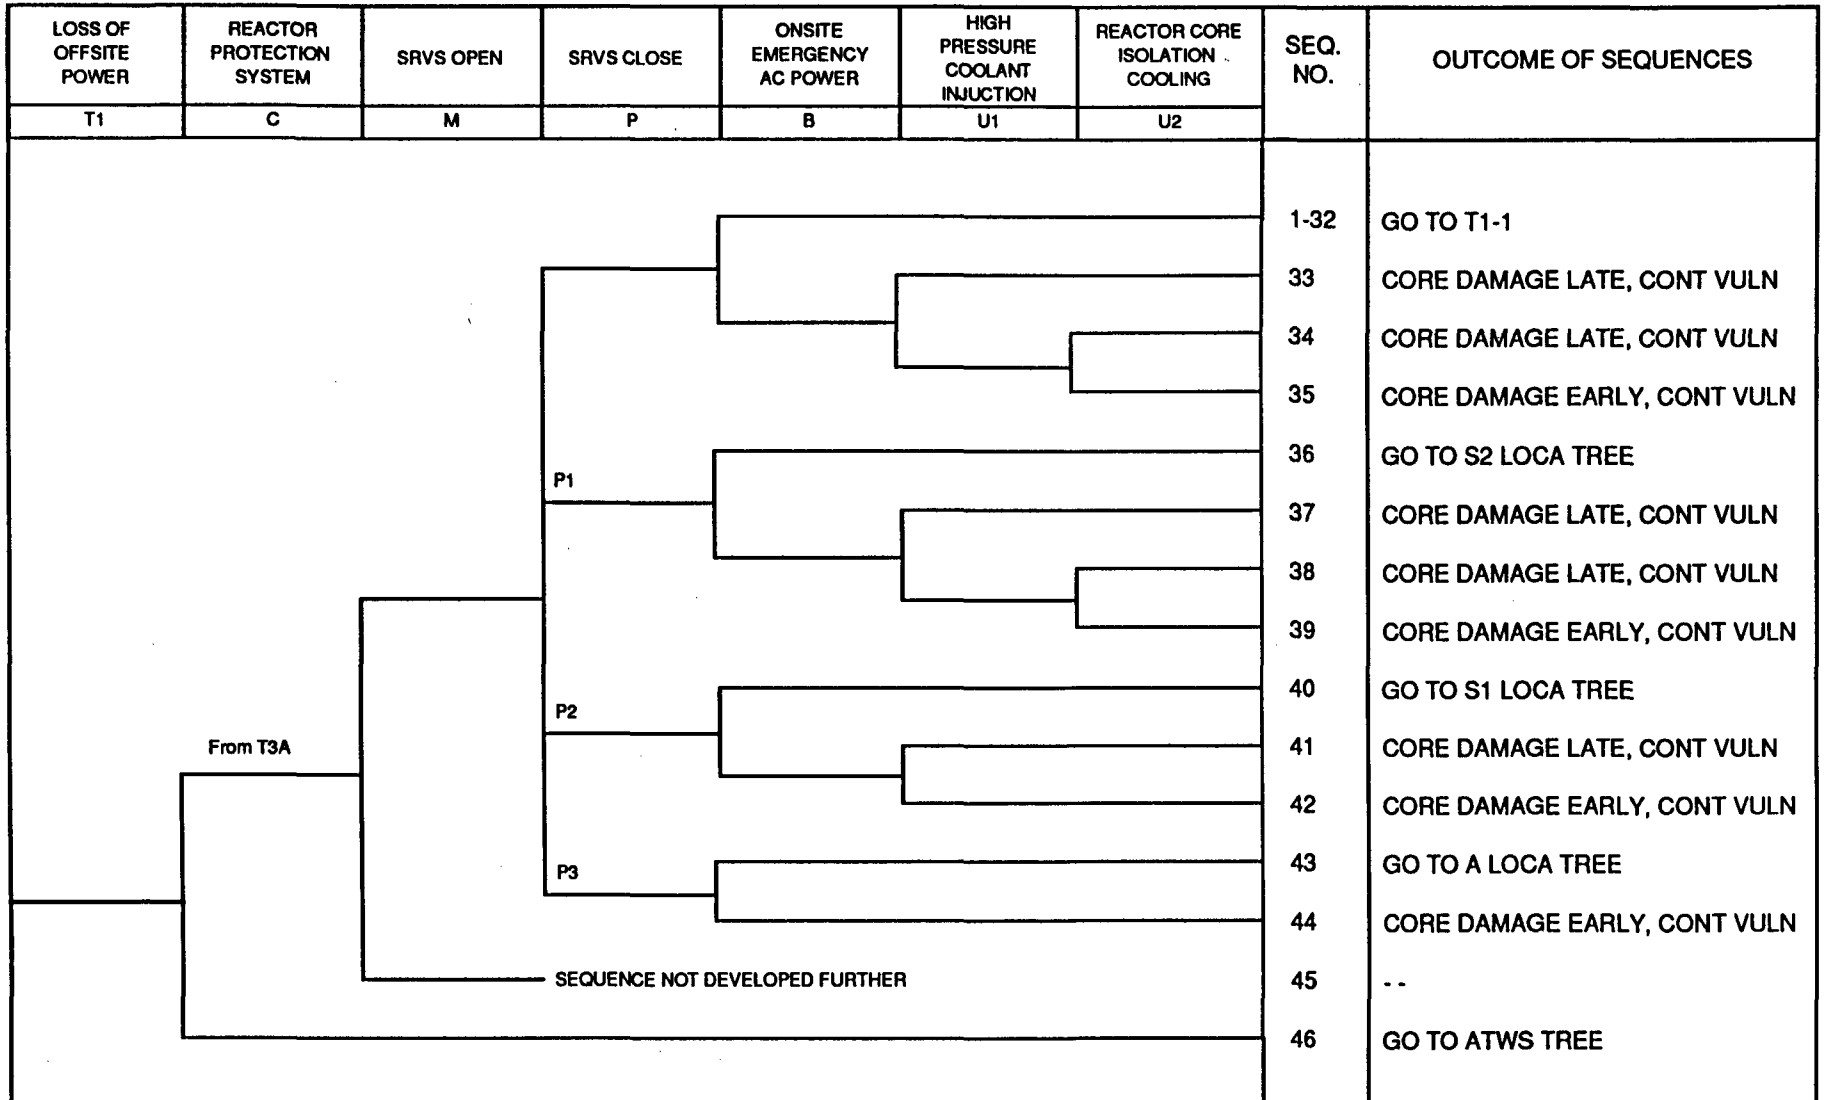 LOSS OF
OFFSITE
POWER
REACTOR
PROTECTION
SYSTEM
SRVS OPEN
SRVS CLOSE
ONSITE
EMERGENCY
AC POWER
HIGH
PRESSURE
COOLANT
INJUCTION
REACTOR CORE
ISOLATION
COOLING
SEQ.
NO.
OUTCOME OF SEQUENCES
T1
C
M
P
B
U1
U2
1-32 GO TO T1-1
33 CORE DAMAGE LATE, CONT VULN
34 CORE DAMAGE LATE, CONT VULN
35 CORE DAMAGE EARLY, CONT VULN
36 GO TO S2 LOCA TREE
P1
37 CORE DAMAGE LATE, CONT VULN
38 CORE DAMAGE LATE, CONT VULN
39 CORE DAMAGE EARLY, CONT VULN
40 GO TO S1 LOCA TREE
P2
From T3A
41 CORE DAMAGE LATE, CONT VULN
42 CORE DAMAGE EARLY, CONT VULN
43 GO TO A LOCA TREE
P3
44 CORE DAMAGE EARLY, CONT VULN
SEQUENCE NOT DEVELOPED FURTHER
45 - -
46 GO TO ATWS TREE